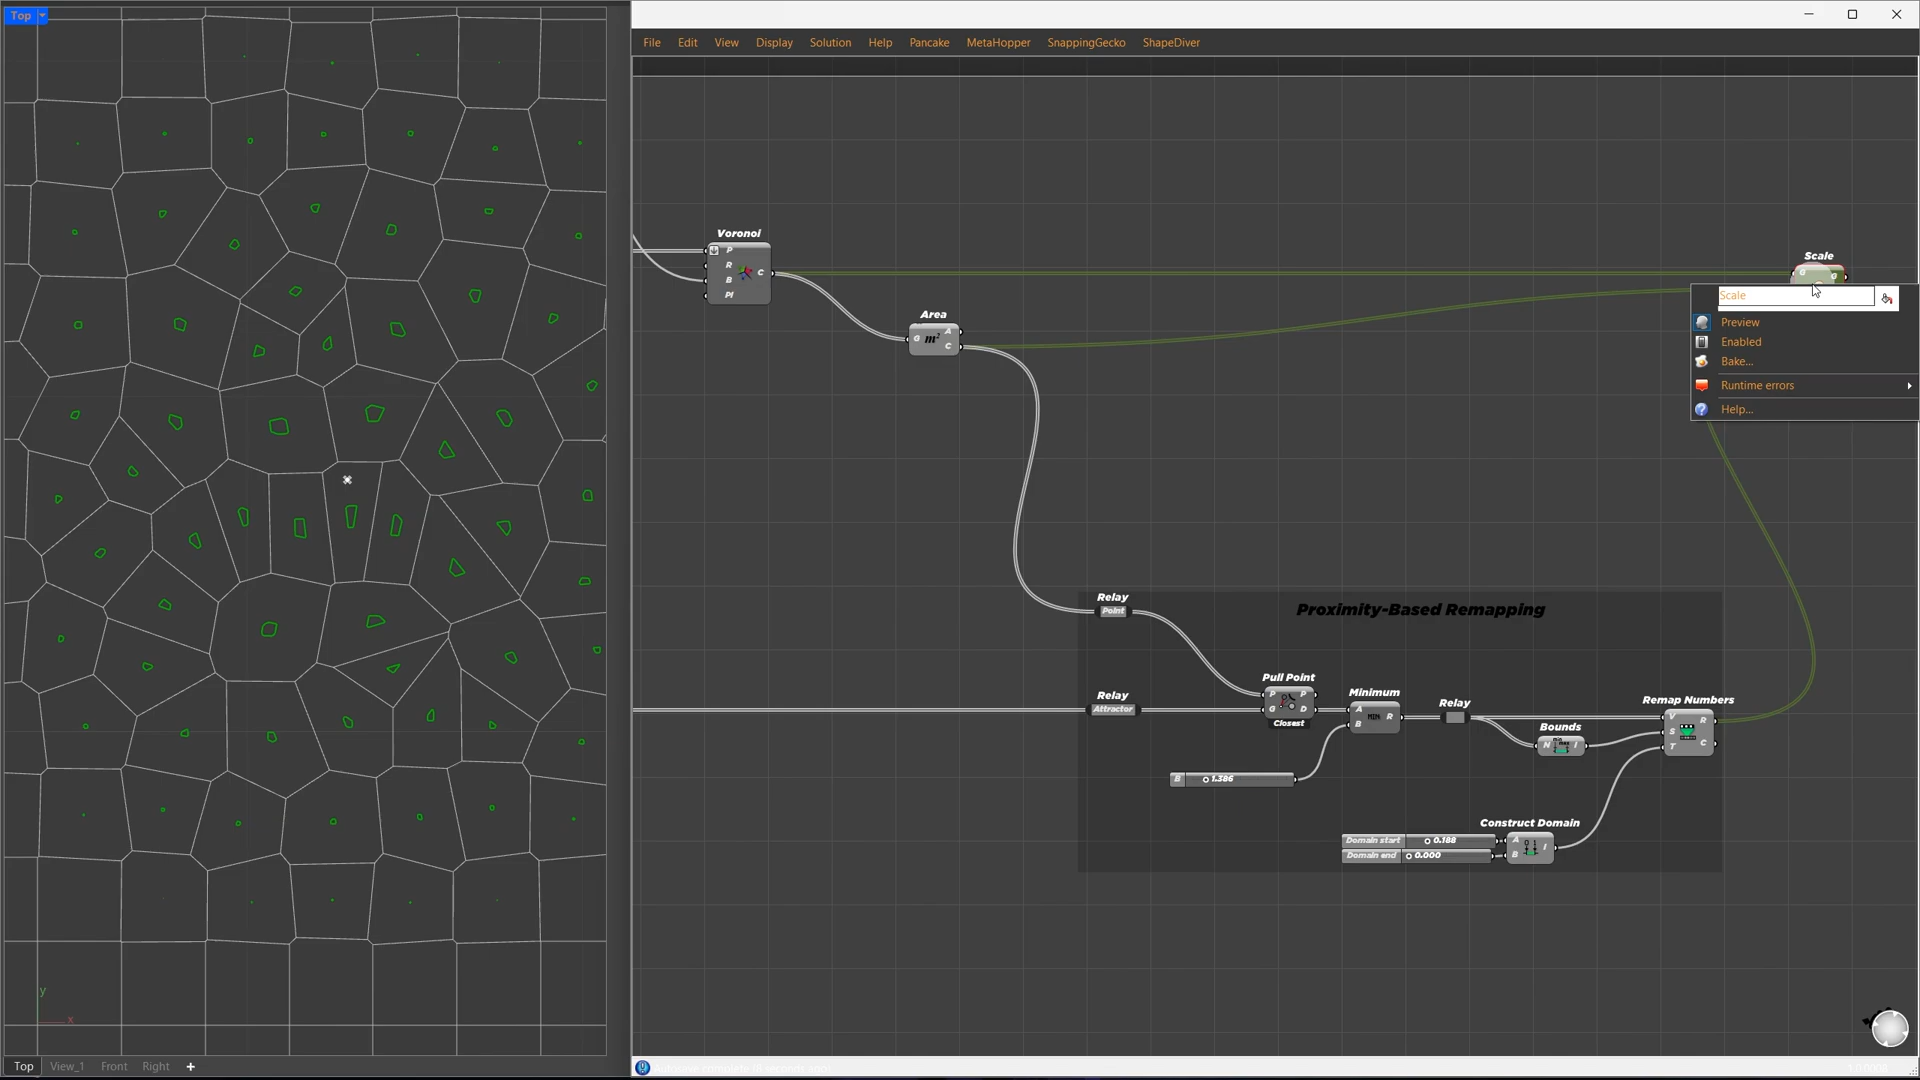 Top
File Edit View Display Solution Help Pancake MetaHopper SnappingGecko ShapeDiver
Voronoi
P
R
B
Pl
C
Area
G
A
C
Scale
G
G
Scale
Preview
Enabled
Bake...
Runtime errors
Help...
Proximity-Based Remapping
Relay
Point
Relay
Attractor
Pull Point
P
G
P
D
Closest
Minimum
A
B
R
MIN
Relay
Bounds
N
I
Remap Numbers
V
S
T
R
C
B 1.386
Construct Domain
Domain start 0.188
Domain end 0.000
A
B
I
y
x
Top View_1 Front Right +